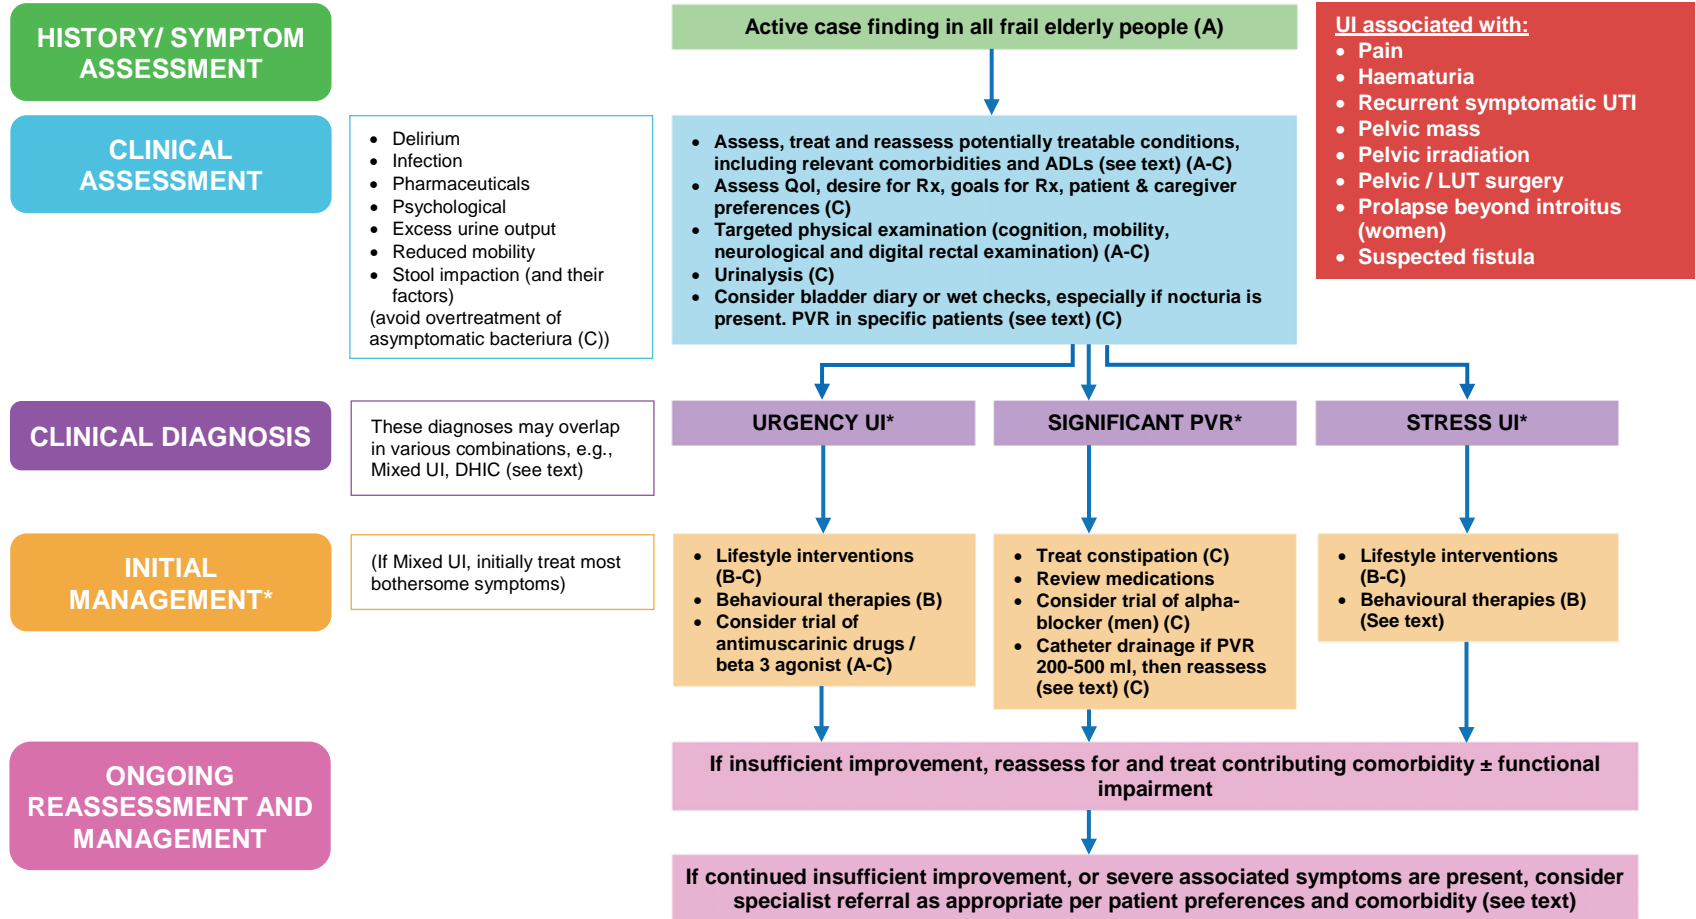 HISTORY/ SYMPTOM
ASSESSMENT
Active case finding in all frail elderly people (A)
UI associated with:
• Pain
• Haematuria
• Recurrent symptomatic UTI
• Pelvic mass
• Pelvic irradiation
• Pelvic / LUT surgery
• Prolapse beyond introitus
(women)
• Suspected fistula
CLINICAL
ASSESSMENT
• Delirium
• Infection
• Pharmaceuticals
• Psychological
• Excess urine output
• Reduced mobility
• Stool impaction (and their
factors)
(avoid overtreatment of
asymptomatic bacteriura (C))
• Assess, treat and reassess potentially treatable conditions,
including relevant comorbidities and ADLs (see text) (A-C)
• Assess Qol, desire for Rx, goals for Rx, patient & caregiver
preferences (C)
• Targeted physical examination (cognition, mobility,
neurological and digital rectal examination) (A-C)
• Urinalysis (C)
• Consider bladder diary or wet checks, especially if nocturia is
present. PVR in specific patients (see text) (C)
CLINICAL DIAGNOSIS
These diagnoses may overlap
in various combinations, e.g.,
Mixed UI, DHIC (see text)
URGENCY UI*
SIGNIFICANT PVR*
STRESS UI*
INITIAL
MANAGEMENT*
(If Mixed UI, initially treat most
bothersome symptoms)
• Lifestyle interventions
(B-C)
• Behavioural therapies (B)
• Consider trial of
antimuscarinic drugs /
beta 3 agonist (A-C)
• Treat constipation (C)
• Review medications
• Consider trial of alpha-
blocker (men) (C)
• Catheter drainage if PVR
200-500 ml, then reassess
(see text) (C)
• Lifestyle interventions
(B-C)
• Behavioural therapies (B)
(See text)
ONGOING
REASSESSMENT AND
MANAGEMENT
If insufficient improvement, reassess for and treat contributing comorbidity ± functional
impairment
If continued insufficient improvement, or severe associated symptoms are present, consider
specialist referral as appropriate per patient preferences and comorbidity (see text)